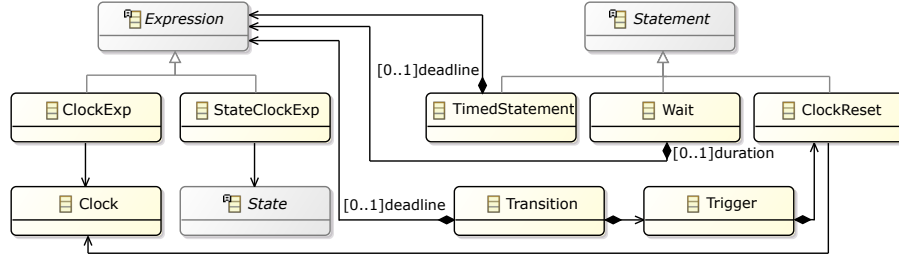 Expression
Statement
[0..1]deadline
ClockExp
StateClockExp
TimedStatement
Wait
ClockReset
[0..1]duration
Clock
State
[0..1]deadline
Transition
Trigger